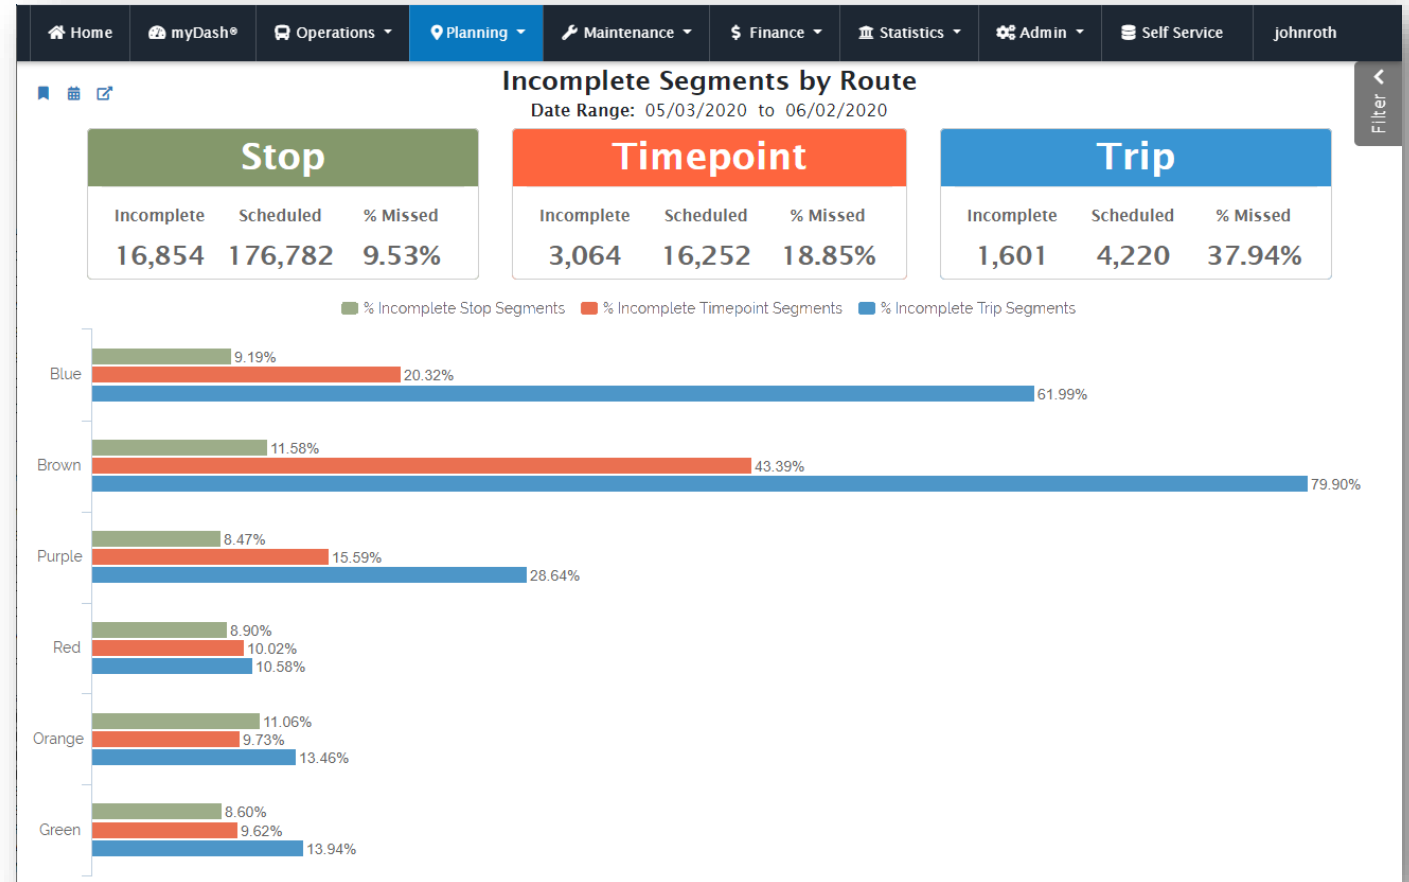 Home myDash® Operations Planning Maintenance $ Finance Statistics Admin Self Service johnroth
Incomplete Segments by Route
Date Range: 05/03/2020 to 06/02/2020
Filter
Stop
Incomplete Scheduled % Missed
16,854 176,782 9.53%
Timepoint
Incomplete Scheduled % Missed
3,064 16,252 18.85%
Trip
Incomplete Scheduled % Missed
1,601 4,220 37.94%
% Incomplete Stop Segments % Incomplete Timepoint Segments % Incomplete Trip Segments
Blue
9.19%
20.32%
61.99%
Brown
11.58%
43.39%
79.90%
Purple
8.47%
15.59%
28.64%
Red
8.90%
10.02%
10.58%
Orange
11.06%
9.73%
13.46%
Green
8.60%
9.62%
13.94%